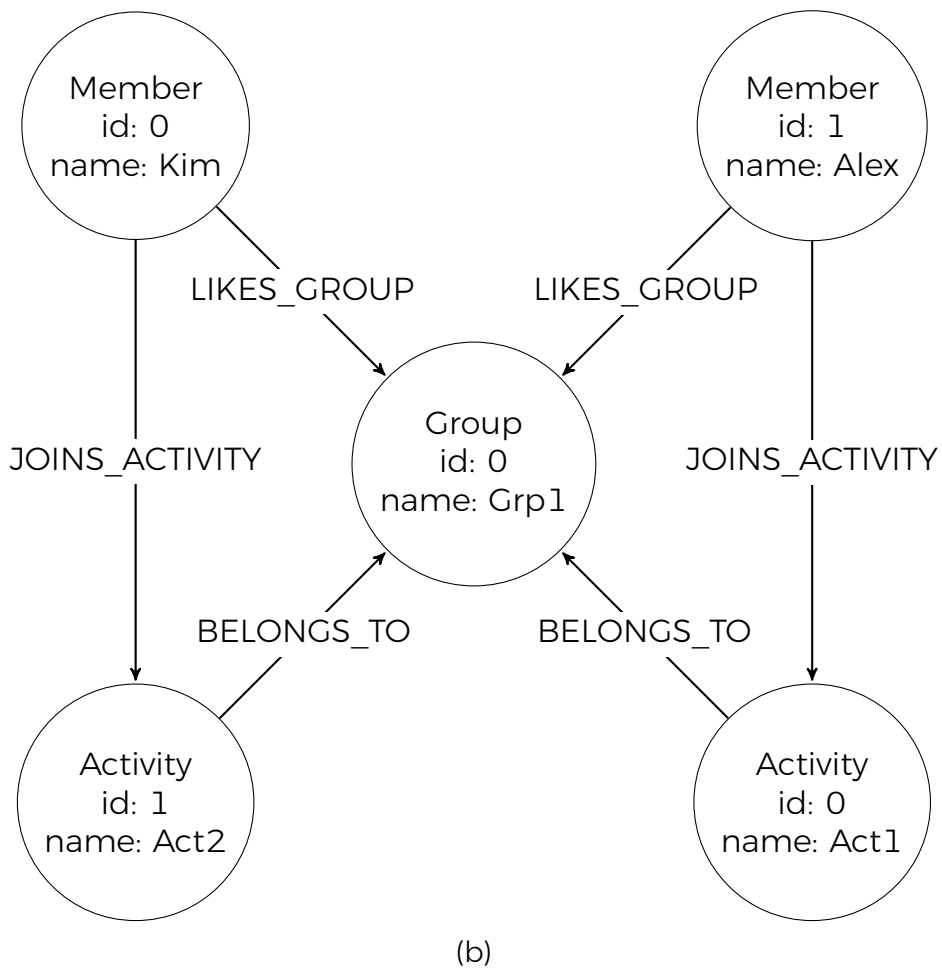 Member
id: 0
name: Kim
Member
id: 1
name: Alex
LIKES_GROUP
LIKES_GROUP
Group
id: 0
name: Grp1
JOINS_ACTIVITY
JOINS_ACTIVITY
BELONGS_TO
BELONGS_TO
Activity
id: 1
name: Act2
Activity
id: 0
name: Act1
(b)